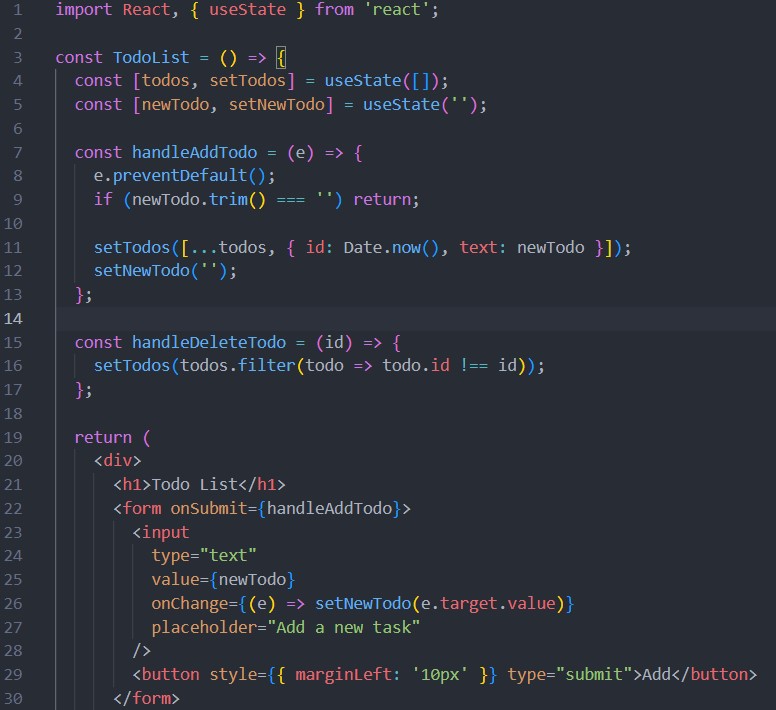 1 import React, { useState } from 'react';
2
3 const TodoList = () => {
4   const [todos, setTodos] = useState([]);
5   const [newTodo, setNewTodo] = useState('');
6
7   const handleAddTodo = (e) => {
8     e.preventDefault();
9     if (newTodo.trim() === '') return;
10
11     setTodos([...todos, { id: Date.now(), text: newTodo }]);
12     setNewTodo('');
13   };
14
15   const handleDeleteTodo = (id) => {
16     setTodos(todos.filter(todo => todo.id !== id));
17   };
18
19   return (
20     <div>
21       <h1>Todo List</h1>
22       <form onSubmit={handleAddTodo}>
23         <input
24           type="text"
25           value={newTodo}
26           onChange={(e) => setNewTodo(e.target.value)}
27           placeholder="Add a new task"
28         />
29         <button style={{ marginLeft: '10px' }} type="submit">Add</button>
30       </form>